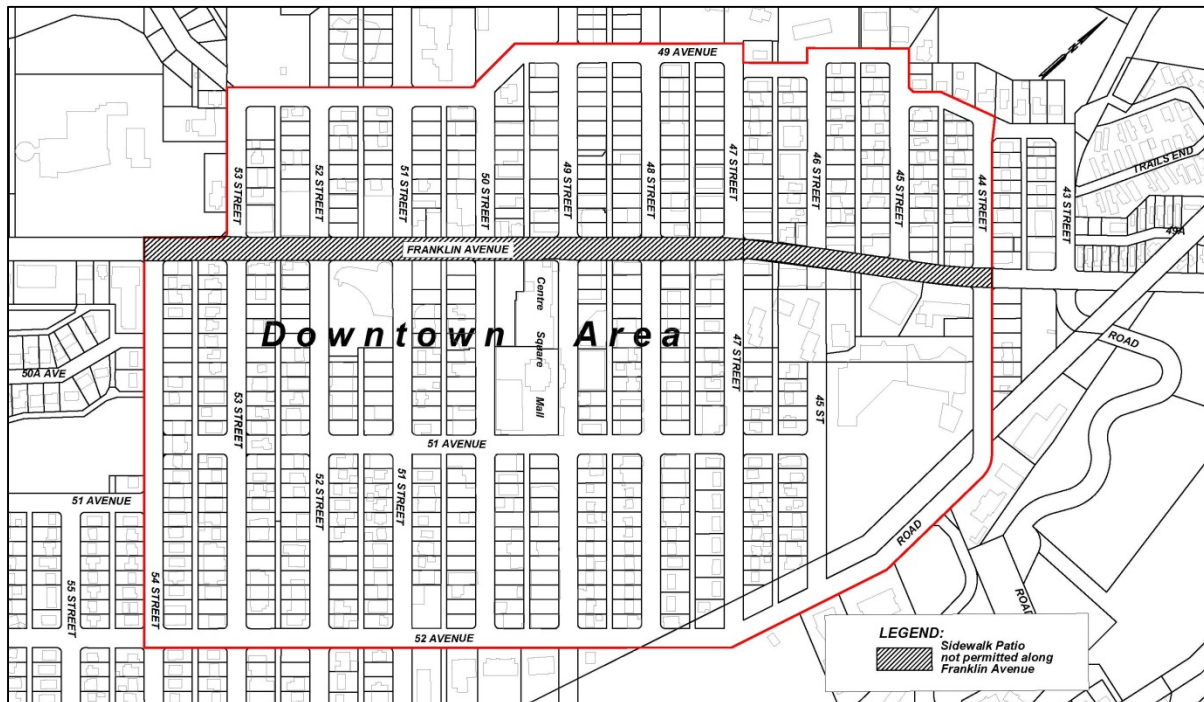 49 AVENUE
N
53 STREET
52 STREET
51 STREET
50 STREET
49 STREET
48 STREET
47 STREET
46 STREET
45 STREET
44 STREET
43 STREET
TRAILS END
49A
FRANKLIN AVENUE
Centre Square Mall
Downtown Area
ROAD
50A AVE
53 STREET
47 STREET
45 ST
51 AVENUE
51 AVENUE
52 STREET
51 STREET
ROAD
55 STREET
54 STREET
52 AVENUE
ROAD
LEGEND:
Sidewalk Patio
not permitted along
Franklin Avenue